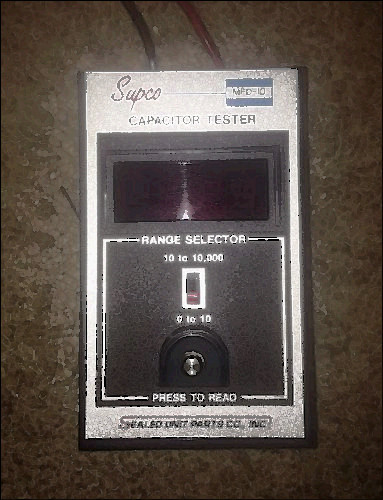 Supco
MFD-10
CAPACITOR TESTER
RANGE SELECTOR
10 to 10,000
0 to 10
PRESS TO READ
SEALED UNIT PARTS CO., INC.